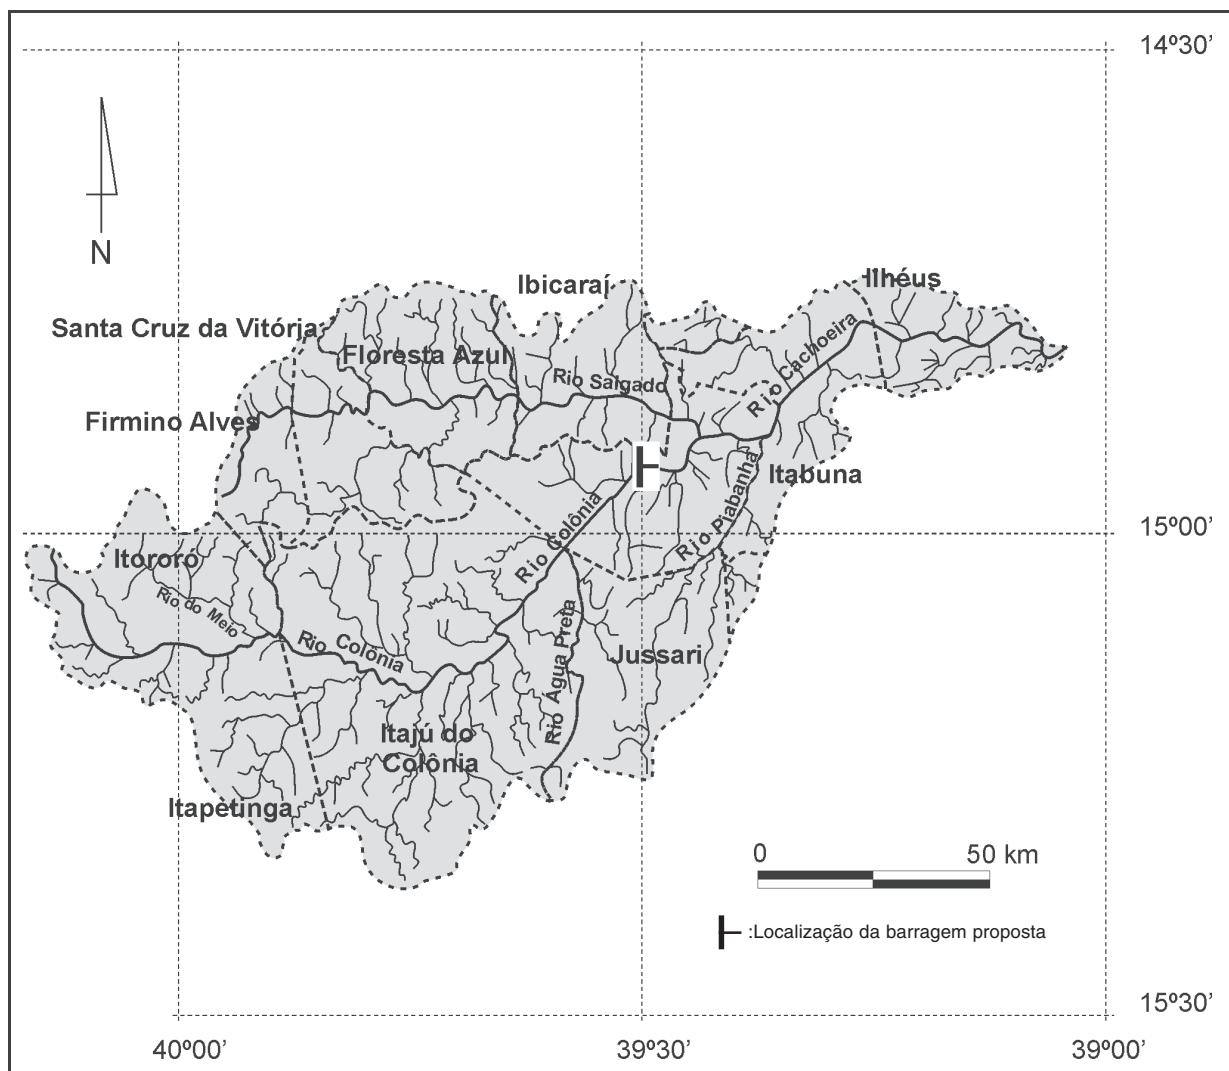 14º30’
N
Ibicaraí
Ilhéus
Santa Cruz da Vitória
Floresta Azul
Rio Salgado
Rio Cachoeira
Firmino Alves
Itabuna
Rio Piabanha
Rio Colônia
15º00’
Itororó
Rio do Meio
Rio Colônia
Rio Água Preta
Jussari
Itajú do
Colônia
Itapetinga
0 50 km
:Localização da barragem proposta
15º30’
40º00’ 39º30’ 39º00’